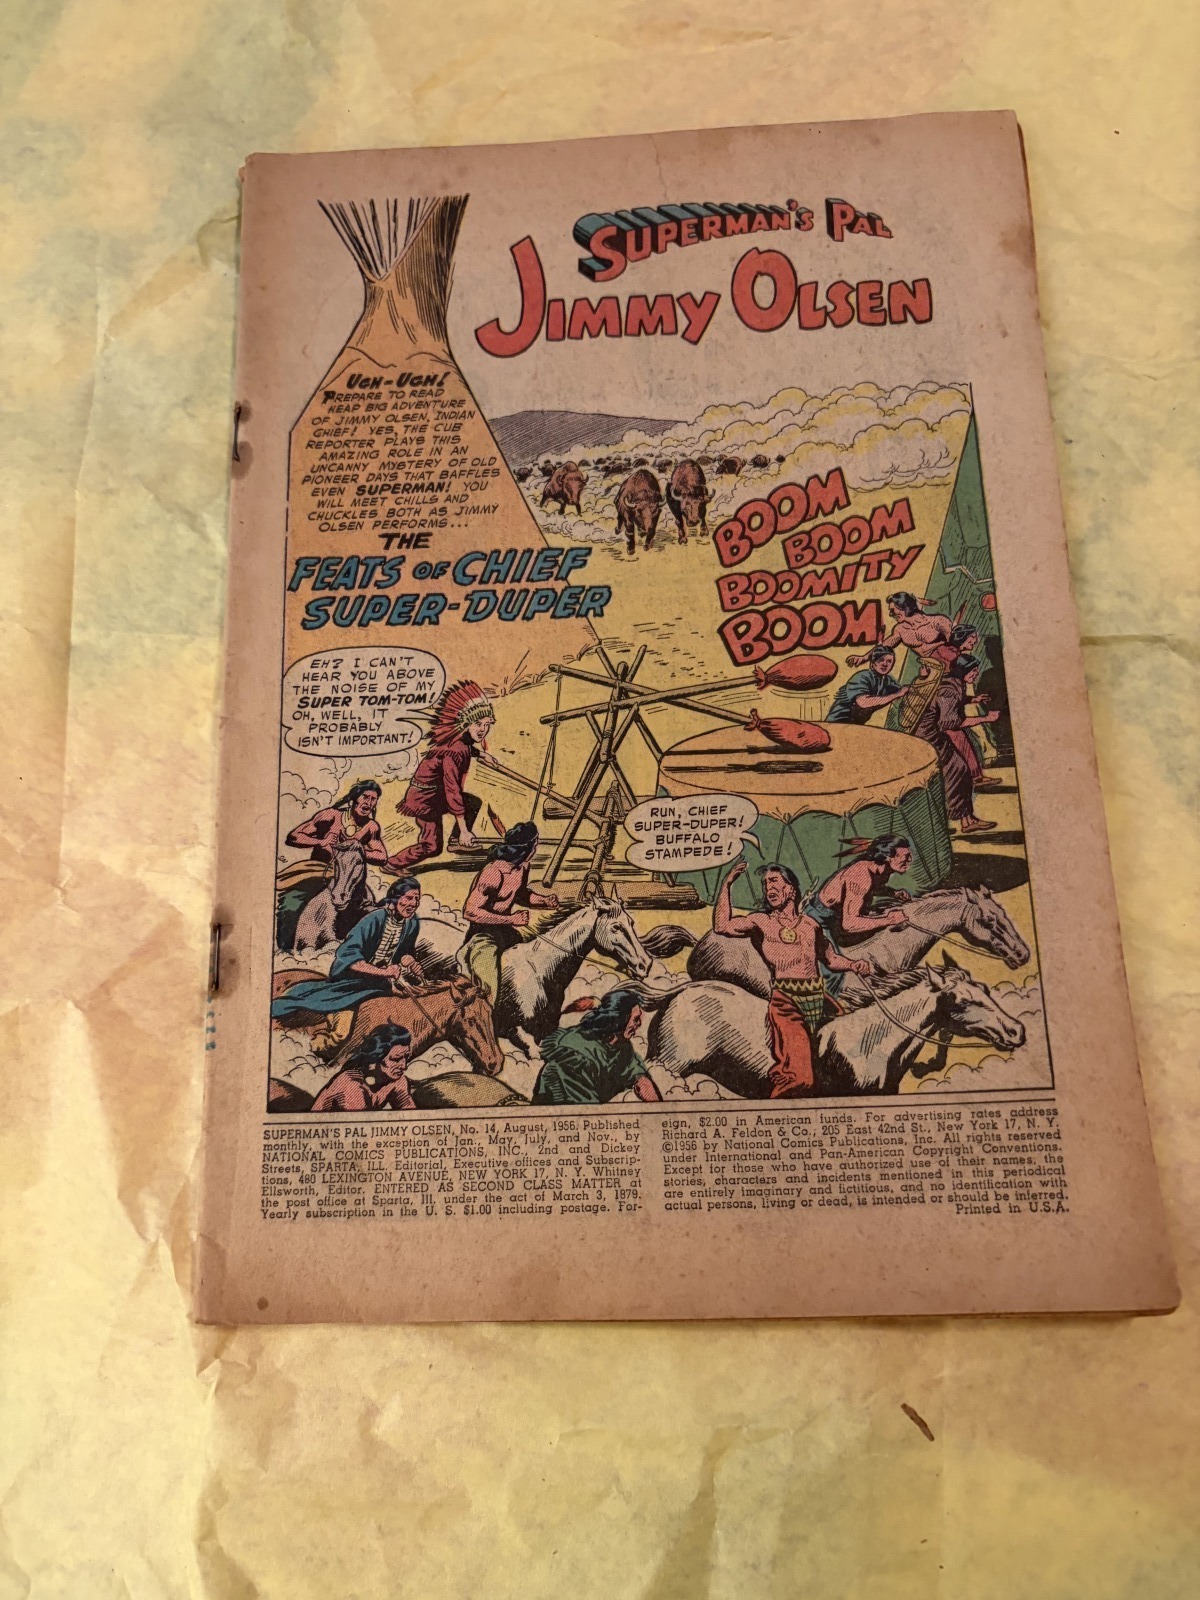 SUPERMAN'S PAL
JIMMY OLSEN
UGH-UGH!
PREPARE TO READ
HEAP BIG ADVENTURE
OF JIMMY OLSEN, INDIAN
CHIEF! YES, THE CUB
REPORTER PLAYS THIS
AMAZING ROLE IN AN
UNCANNY MYSTERY OF OLD
PIONEER DAYS THAT BAFFLES
EVEN SUPERMAN! YOU
WILL MEET CHILLS AND
CHUCKLES BOTH AS JIMMY
OLSEN PERFORMS...
THE
FEATS OF CHIEF
SUPER-DUPER
BOOM
BOOM
BOOMITY
BOOM
EH? I CAN'T
HEAR YOU ABOVE
THE NOISE OF MY
SUPER TOM-TOM!
OH, WELL, IT
PROBABLY
ISN'T IMPORTANT!
RUN, CHIEF
SUPER-DUPER!
BUFFALO
STAMPEDE!
SUPERMAN'S PAL JIMMY OLSEN, No. 14, August, 1956. Published
monthly, with the exception of Jan., May, July, and Nov., by
NATIONAL COMICS PUBLICATIONS, INC., 2nd and Dickey
Streets, SPARTA, ILL. Editorial, Executive offices and Subscrip-
tions, 480 LEXINGTON AVENUE, NEW YORK 17, N. Y. Whitney
Ellsworth, Editor. ENTERED AS SECOND CLASS MATTER at
the post office at Sparta, Ill. under the act of March 3, 1879.
Yearly subscription in the U. S. $1.00 including postage. For-
eign, $2.00 in American funds. For advertising rates address
Richard A. Feldon & Co., 205 East 42nd St., New York 17, N. Y.
©1956 by National Comics Publications, Inc. All rights reserved
under International and Pan-American Copyright Conventions.
Except for those who have authorized use of their names, the
stories, characters and incidents mentioned in this periodical
are entirely imaginary and fictitious, and no identification with
actual persons, living or dead, is intended or should be inferred.
Printed in U.S.A.